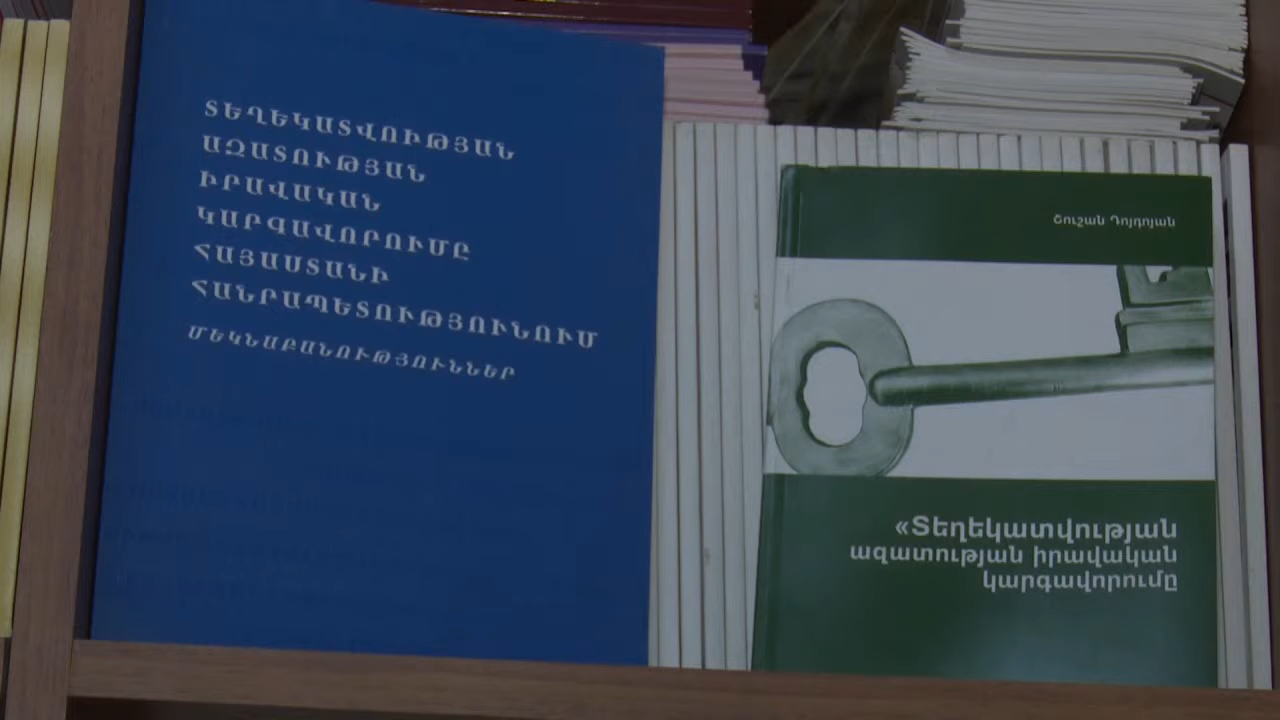 ՏԵՂԵԿԱՏՎՈՒԹՅԱՆ
ԱԶԱՏՈՒԹՅԱՆ
ԻՐԱՎԱԿԱՆ
ԿԱՐԳԱՎՈՐՈՒՄԸ
ՀԱՅԱՍՏԱՆԻ
ՀԱՆՐԱՊԵՏՈՒԹՅՈՒՆՈՒՄ
ՄԵԿՆԱԲԱՆՈՒԹՅՈՒՆՆԵՐ
Շուշան Դոյդոյան
«Տեղեկատվության
ազատության իրավական
կարգավորումը